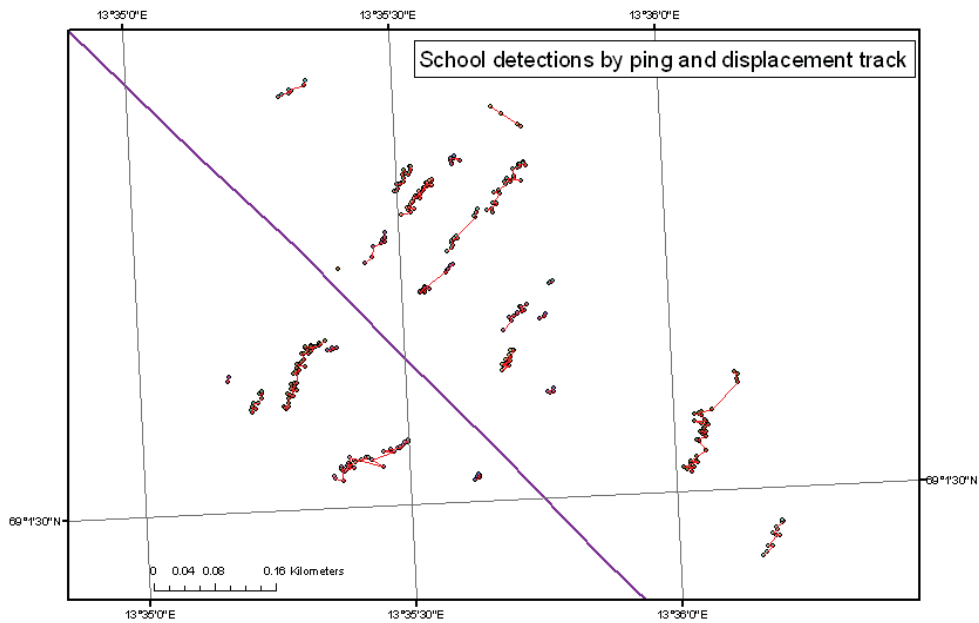 13°35'0"E 13°35'30"E 13°36'0"E
School detections by ping and displacement track
69°1'30"N
69°1'30"N
0 0.04 0.08 0.16 Kilometers
13°35'0"E 13°35'30"E 13°36'0"E